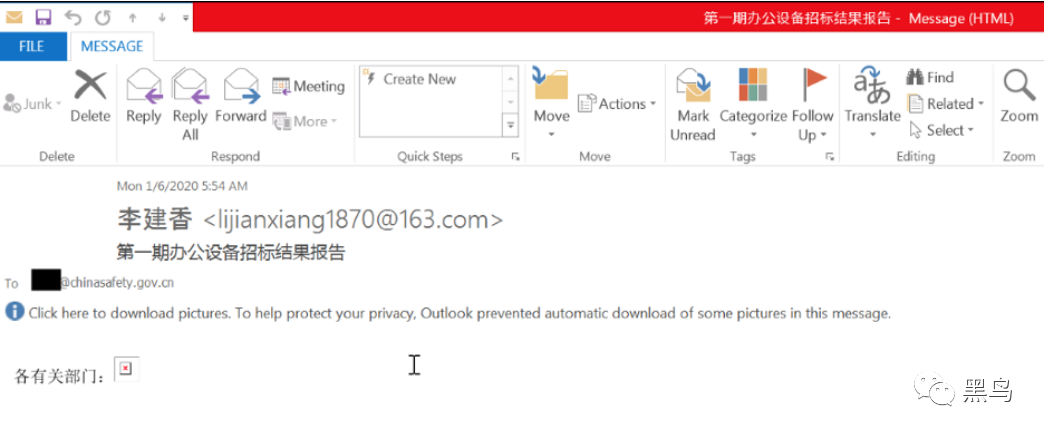 第一期办公设备招标结果报告 - Message (HTML)
FILE MESSAGE
Junk Delete Reply Reply All Forward Meeting More Create New Move Actions Mark Unread Categorize Follow Up Translate Find Related Select Zoom
Delete Respond Quick Steps Move Tags Editing Zoom
Mon 1/6/2020 5:54 AM
李建香 <lijianxiang1870@163.com>
第一期办公设备招标结果报告
To @chinasafety.gov.cn
Click here to download pictures. To help protect your privacy, Outlook prevented automatic download of some pictures in this message.
各有关部门：
黑鸟